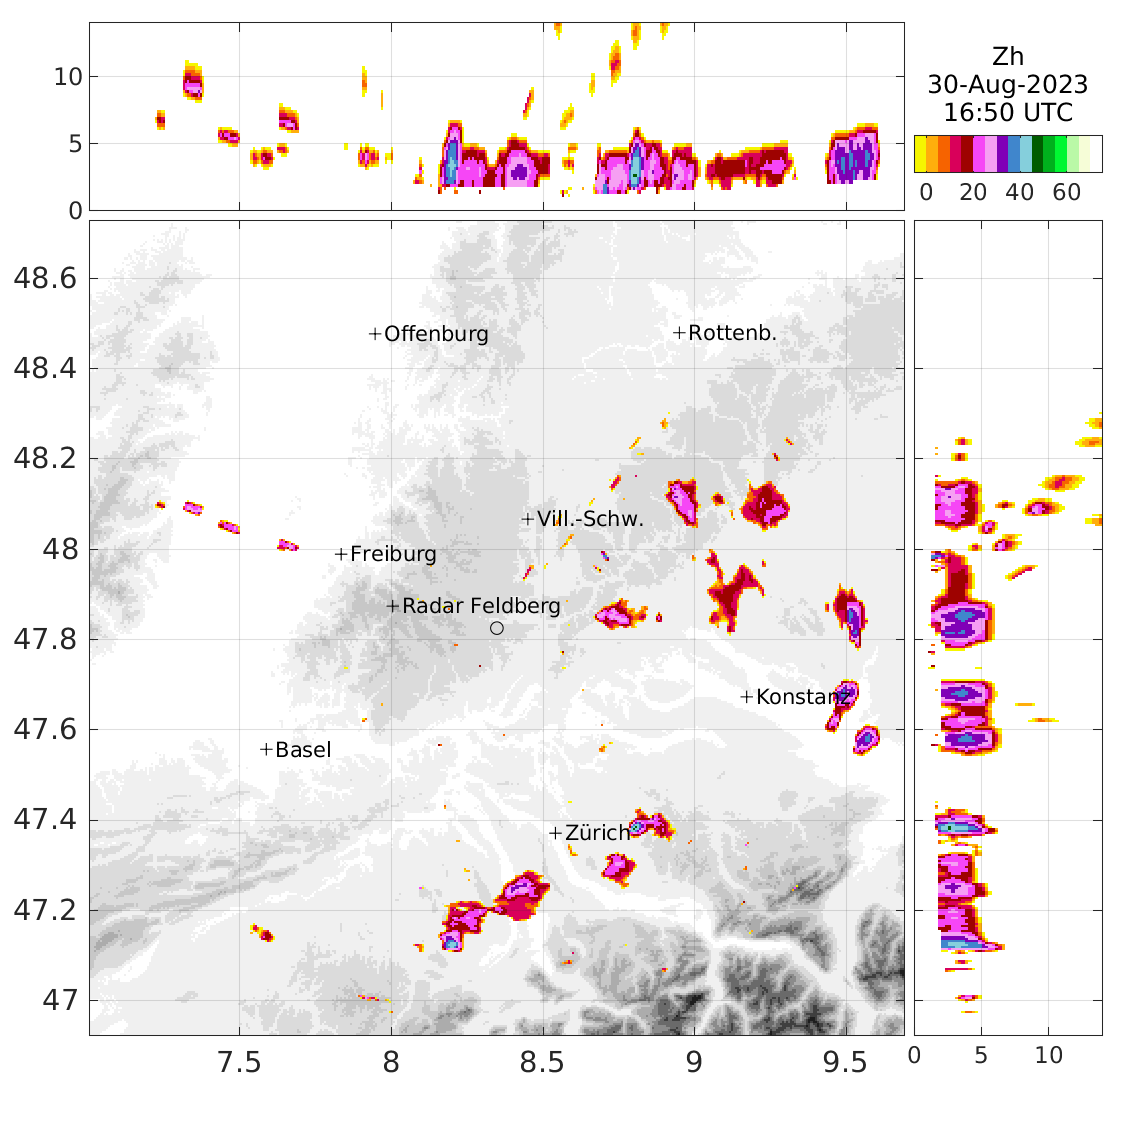 10
5
0
Zh
30-Aug-2023
16:50 UTC
0 20 40 60
48.6
48.4
48.2
48
47.8
47.6
47.4
47.2
47
+Offenburg
+Rottenb.
+Vill.-Schw.
+Freiburg
+Radar Feldberg
+Konstanz
+Basel
+Zürich
7.5 8 8.5 9 9.5
0 5 10